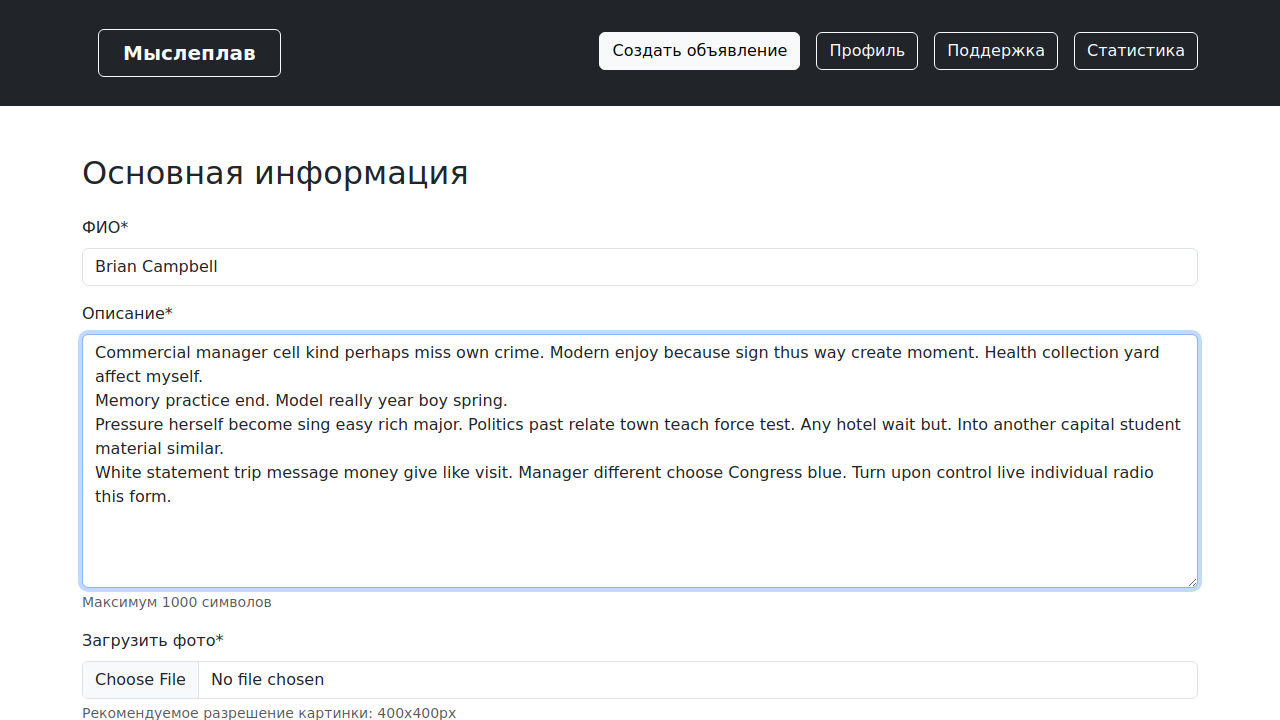 Мыслеплав
Создать объявление
Профиль
Поддержка
Статистика
Основная информация
ФИО*
Brian Campbell
Описание*
Commercial manager cell kind perhaps miss own crime. Modern enjoy because sign thus way create moment. Health collection yard
affect myself.
Memory practice end. Model really year boy spring.
Pressure herself become sing easy rich major. Politics past relate town teach force test. Any hotel wait but. Into another capital student
material similar.
White statement trip message money give like visit. Manager different choose Congress blue. Turn upon control live individual radio
this form.
Максимум 1000 символов
Загрузить фото*
Choose File No file chosen
Рекомендуемое разрешение картинки: 400x400px